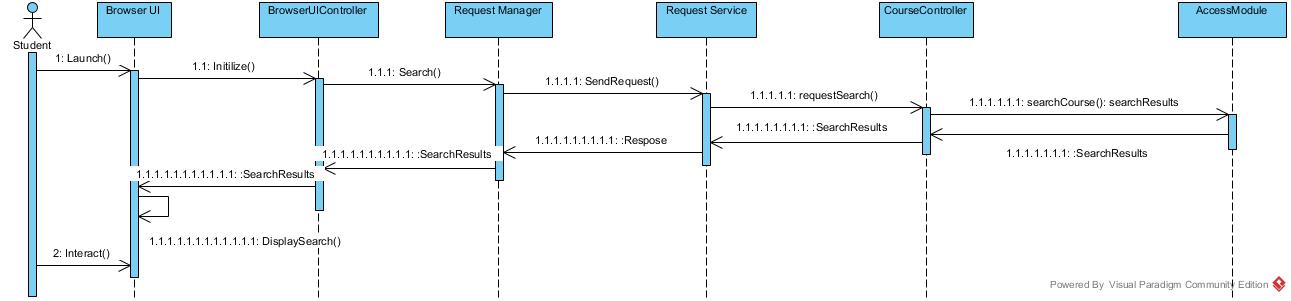 Browser UI
BrowserUIController
Request Manager
Request Service
CourseController
AccessModule
Student
1: Launch()
1.1: Initilize()
1.1.1: Search()
1.1.1.1: SendRequest()
1.1.1.1.1: requestSearch()
1.1.1.1.1.1: searchCourse(): searchResults
1.1.1.1.1.1.1: :SearchResults
1.1.1.1.1.1.1.1: :SearchResults
1.1.1.1.1.1.1.1.1: :Respose
1.1.1.1.1.1.1.1.1.1: :SearchResults
1.1.1.1.1.1.1.1.1.1.1: :SearchResults
1.1.1.1.1.1.1.1.1.1.1.1: DisplaySearch()
2: Interact()
Powered By Visual Paradigm Community Edition